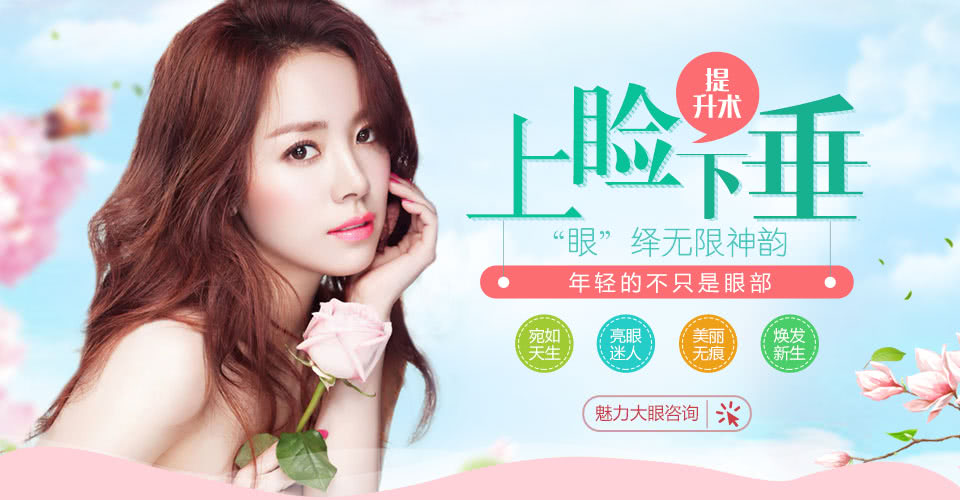 提
升术
上睑下垂
“眼”绎无限神韵
年轻的不只是眼部
宛如
天生
亮眼
迷人
美丽
无痕
焕发
新生
魅力大眼咨询